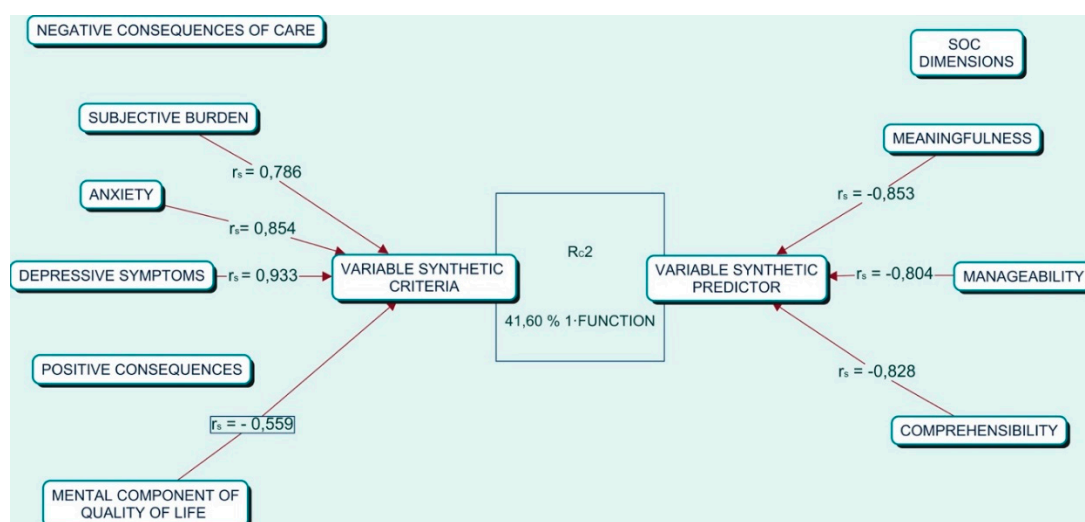 NEGATIVE CONSEQUENCES OF CARE
SOC
DIMENSIONS
SUBJECTIVE BURDEN
MEANINGFULNESS
rs = 0,786
ANXIETY
rs = -0,853
rs= 0,854
Rc2
DEPRESSIVE SYMPTOMS
rs = 0,933
VARIABLE SYNTHETIC
CRITERIA
VARIABLE SYNTHETIC
PREDICTOR
rs = -0,804
MANAGEABILITY
41,60 % 1·FUNCTION
POSITIVE CONSEQUENCES
rs = -0,828
rs = - 0,559
COMPREHENSIBILITY
MENTAL COMPONENT OF
QUALITY OF LIFE